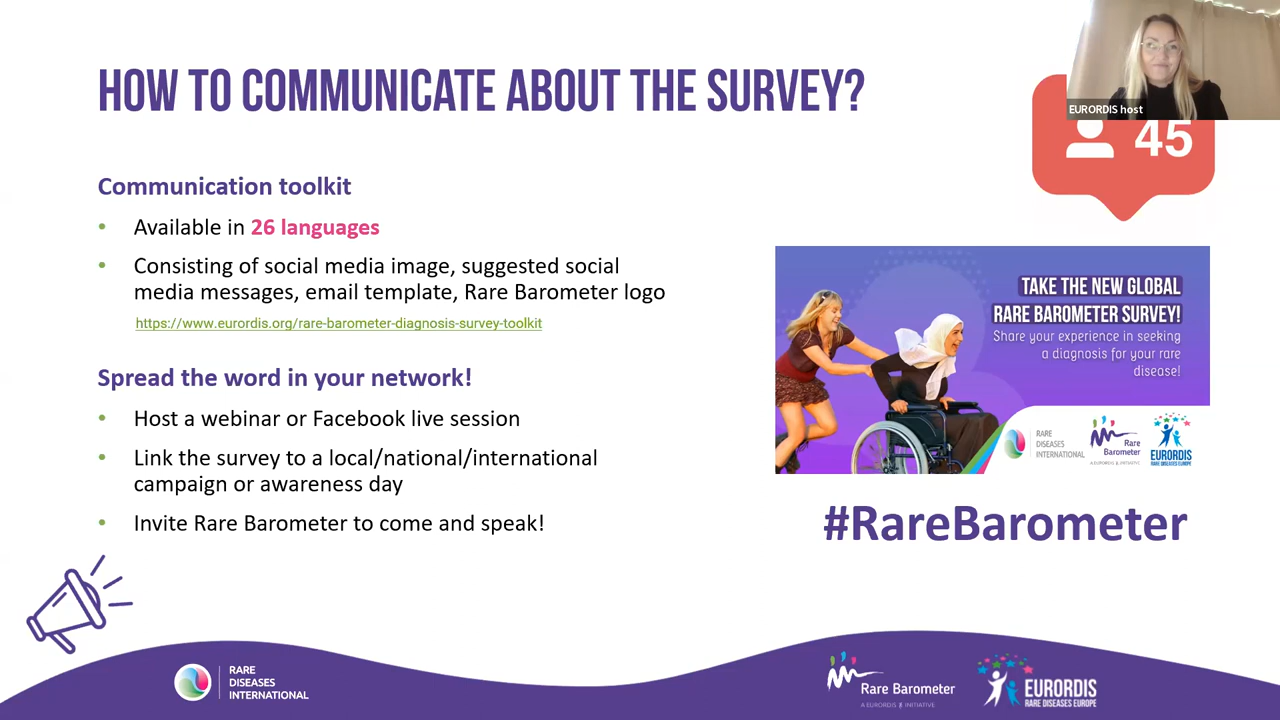 HOW TO COMMUNICATE ABOUT THE SURVEY?
EURORDIS host
45
Communication toolkit
• Available in 26 languages
• Consisting of social media image, suggested social
media messages, email template, Rare Barometer logo
https://www.eurordis.org/rare-barometer-diagnosis-survey-toolkit
Spread the word in your network!
• Host a webinar or Facebook live session
• Link the survey to a local/national/international
campaign or awareness day
• Invite Rare Barometer to come and speak!
TAKE THE NEW GLOBAL
RARE BAROMETER SURVEY!
Share your experience in seeking
a diagnosis for your rare
disease!
RARE
DISEASES
INTERNATIONAL
Rare
Barometer
A EURORDIS INITIATIVE
EURORDIS
RARE DISEASES EUROPE
#RareBarometer
RARE
DISEASES
INTERNATIONAL
Rare Barometer
A EURORDIS INITIATIVE
EURORDIS
RARE DISEASES EUROPE